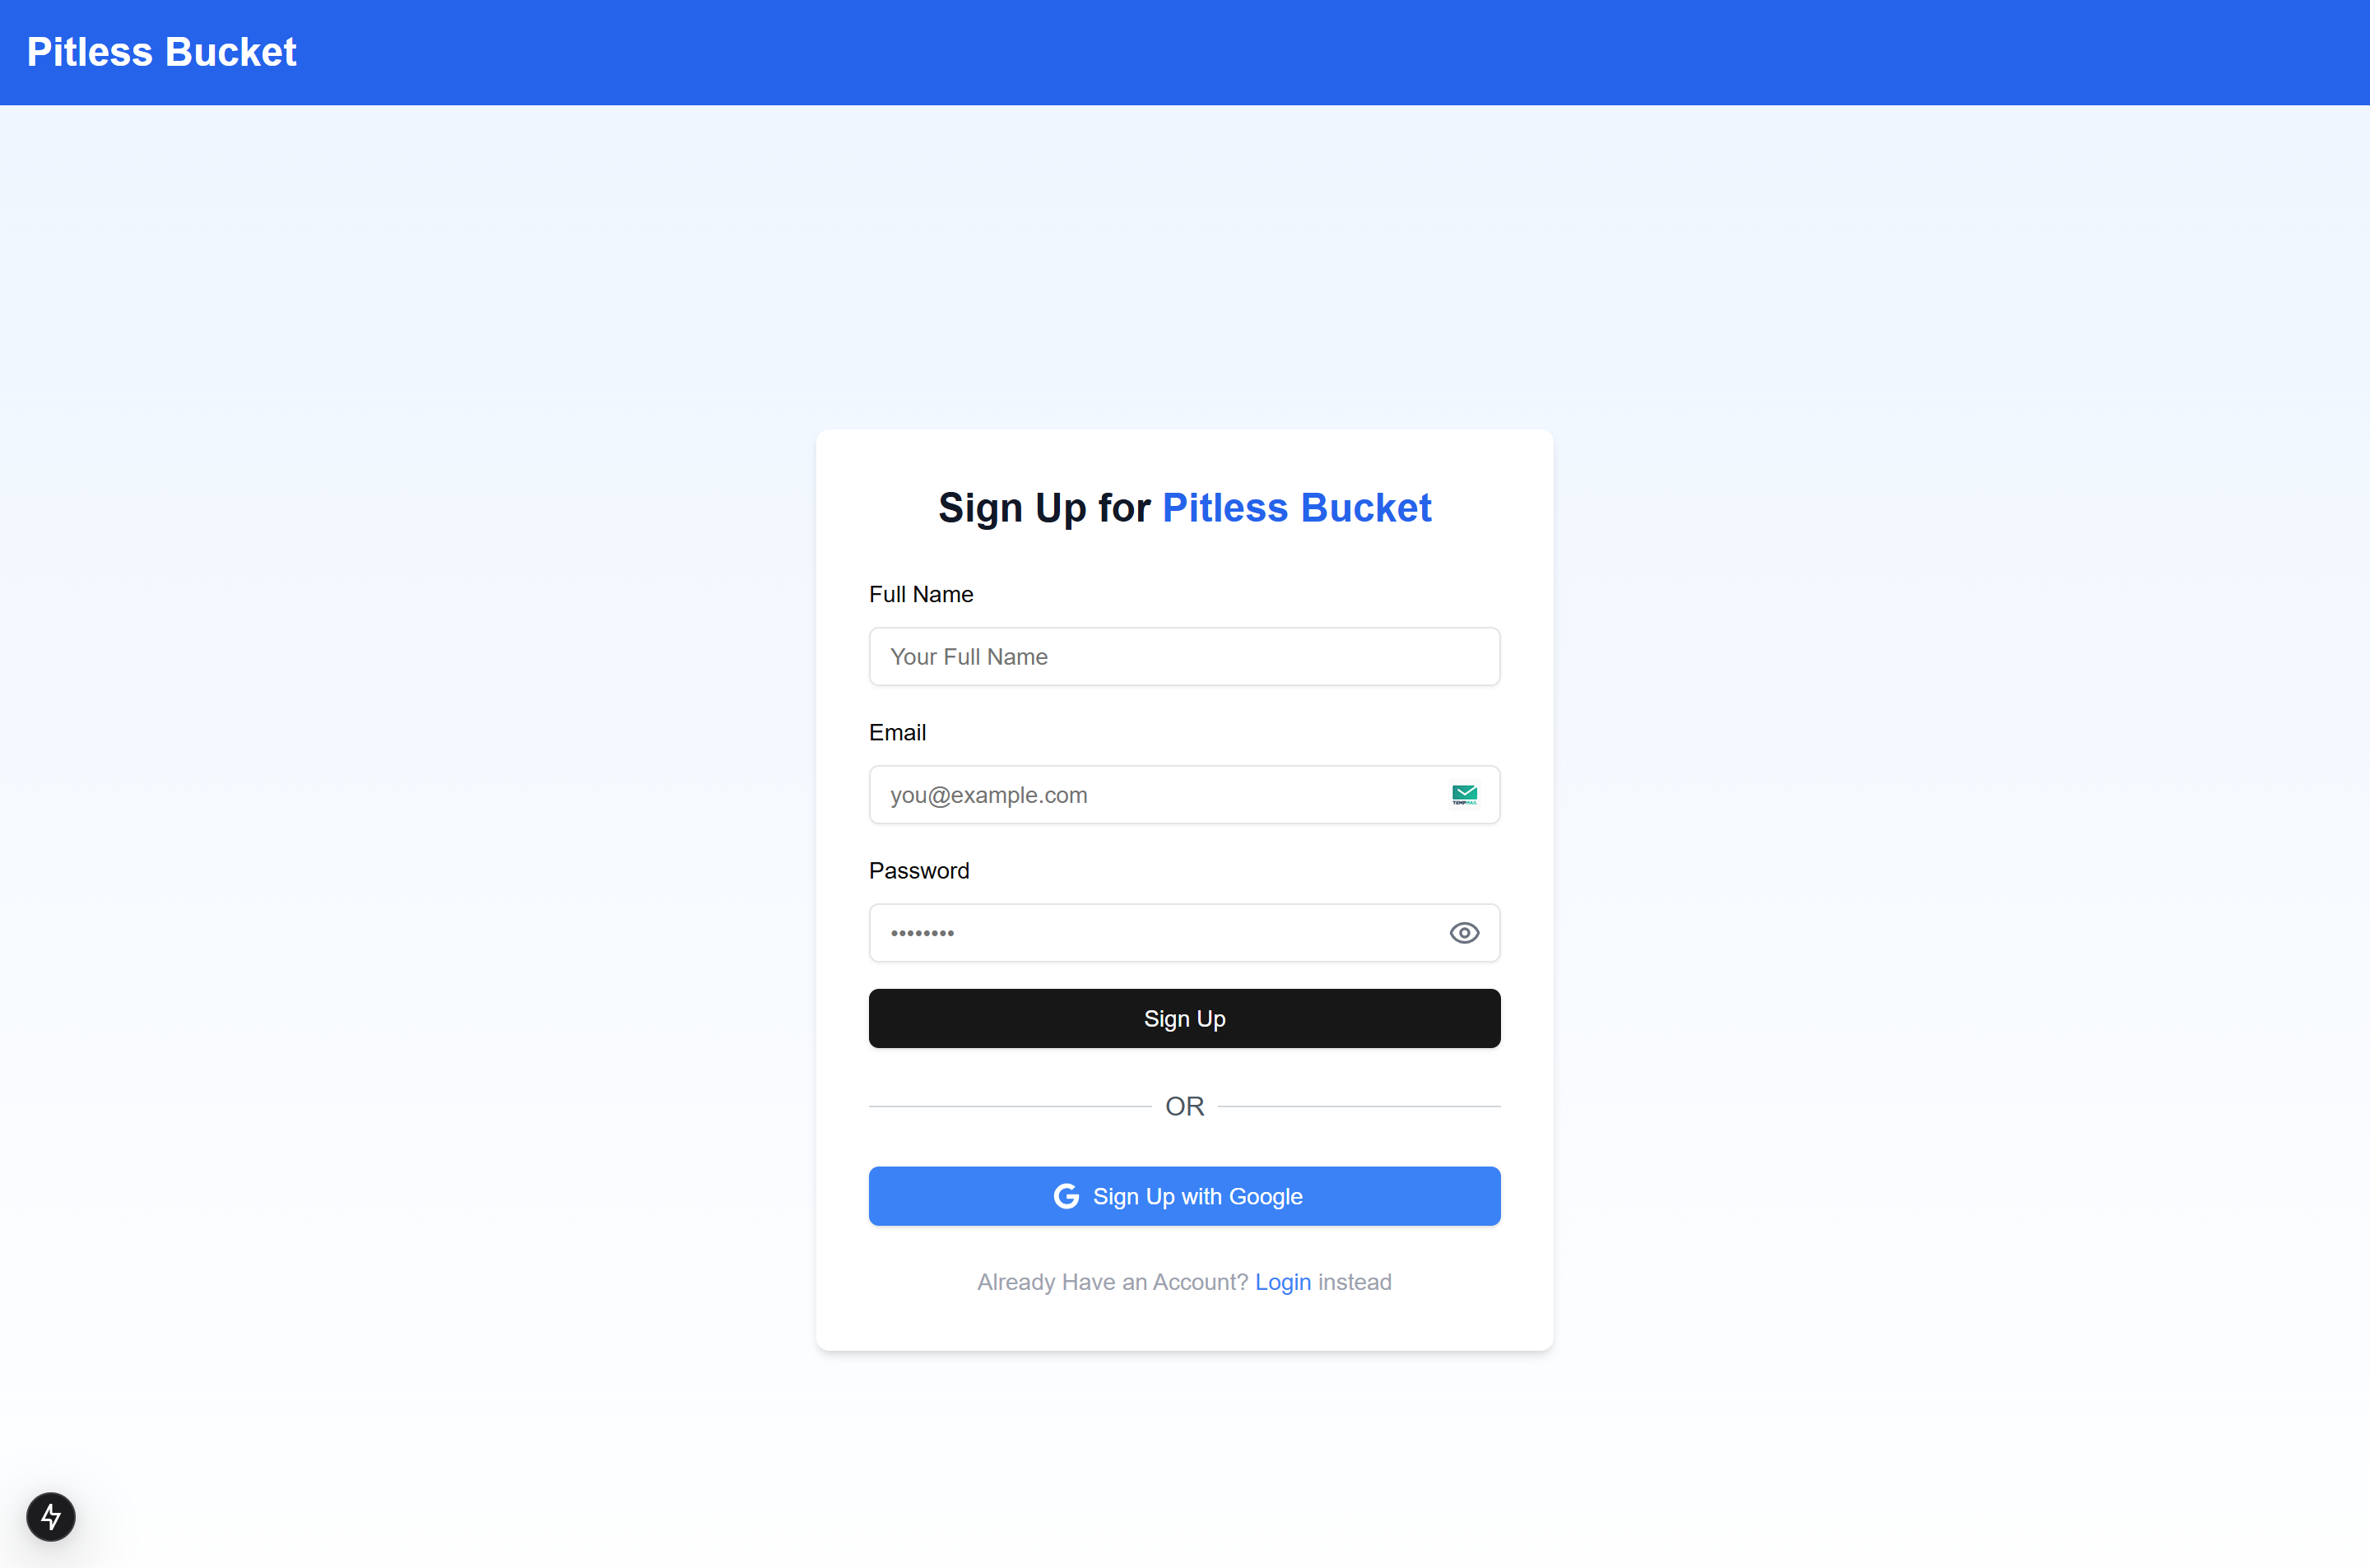 Pitless Bucket
Sign Up for Pitless Bucket
Full Name
Your Full Name
Email
you@example.com
TEMPMAIL
Password
••••••••
Sign Up
OR
G Sign Up with Google
Already Have an Account? Login instead